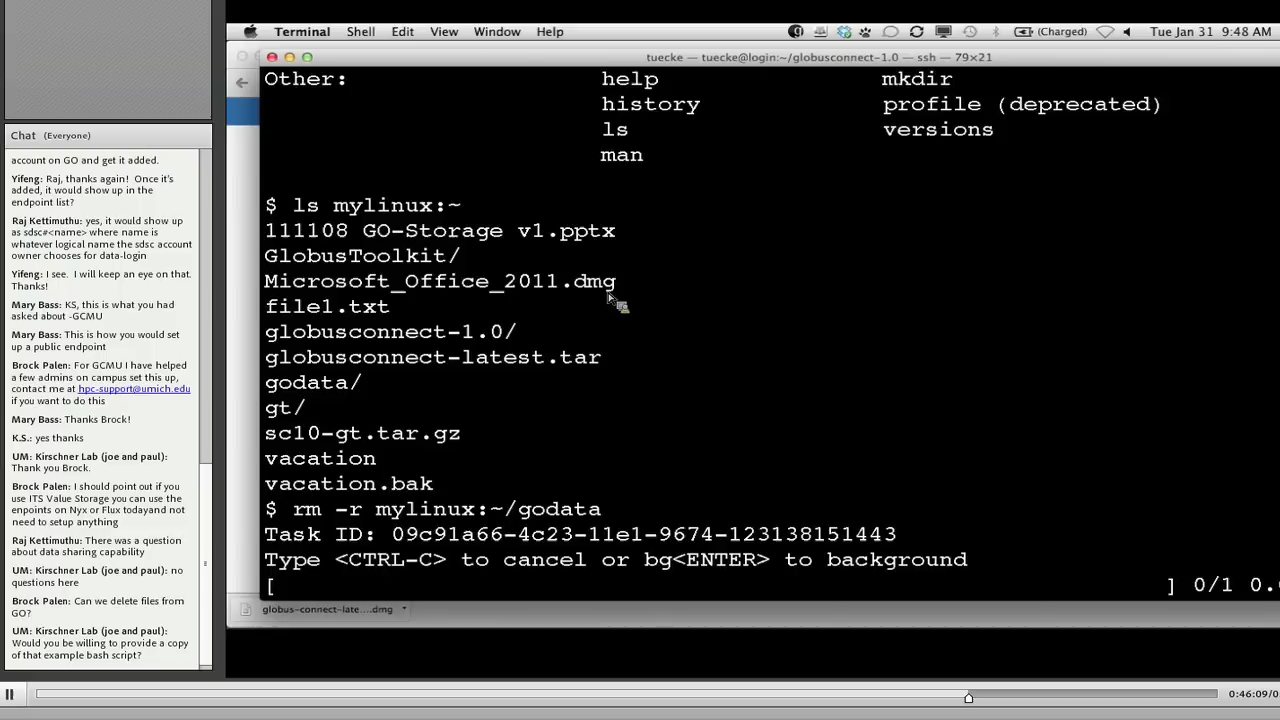 Terminal Shell Edit View Window Help (Charged) Tue Jan 31 9:48 AM
tuecke — tuecke@login:~/globusconnect-1.0 — ssh — 79×21
Other: help mkdir
history profile (deprecated)
ls versions
man
$ ls mylinux:~
111108 GO-Storage v1.pptx
GlobusToolkit/
Microsoft_Office_2011.dmg
file1.txt
globusconnect-1.0/
globusconnect-latest.tar
godata/
gt/
sc10-gt.tar.gz
vacation
vacation.bak
$ rm -r mylinux:~/godata
Task ID: 09c91a66-4c23-11e1-9674-123138151443
Type <CTRL-C> to cancel or bg<ENTER> to background
[ ] 0/1 0.
globus-connect-late....dmg
Chat (Everyone)
account on GO and get it added.
Yifeng: Raj, thanks again! Once it's
added, it would show up in the
endpoint list?
Raj Kettimuthu: yes, it would show up
as sdsc#<name> where name is
whatever logical name the sdsc account
owner chooses for data-login
Yifeng: I see. I will keep an eye on that.
Thanks!
Mary Bass: KS, this is what you had
asked about -GCMU
Mary Bass: This is how you would set
up a public endpoint
Brock Palen: For GCMU I have helped
a few admins on campus set this up,
contact me at hpc-support@umich.edu
if you want to do this
Mary Bass: Thanks Brock!
K.S.: yes thanks
UM: Kirschner Lab (joe and paul):
Thank you Brock.
Brock Palen: I should point out if you
use ITS Value Storage you can use the
enpoints on Nyx or Flux todayand not
need to setup anything
Raj Kettimuthu: There was a question
about data sharing capability
UM: Kirschner Lab (joe and paul): no
questions here
Brock Palen: Can we delete files from
GO?
UM: Kirschner Lab (joe and paul):
Would you be willing to provide a copy
of that example bash script?
0:46:09/0